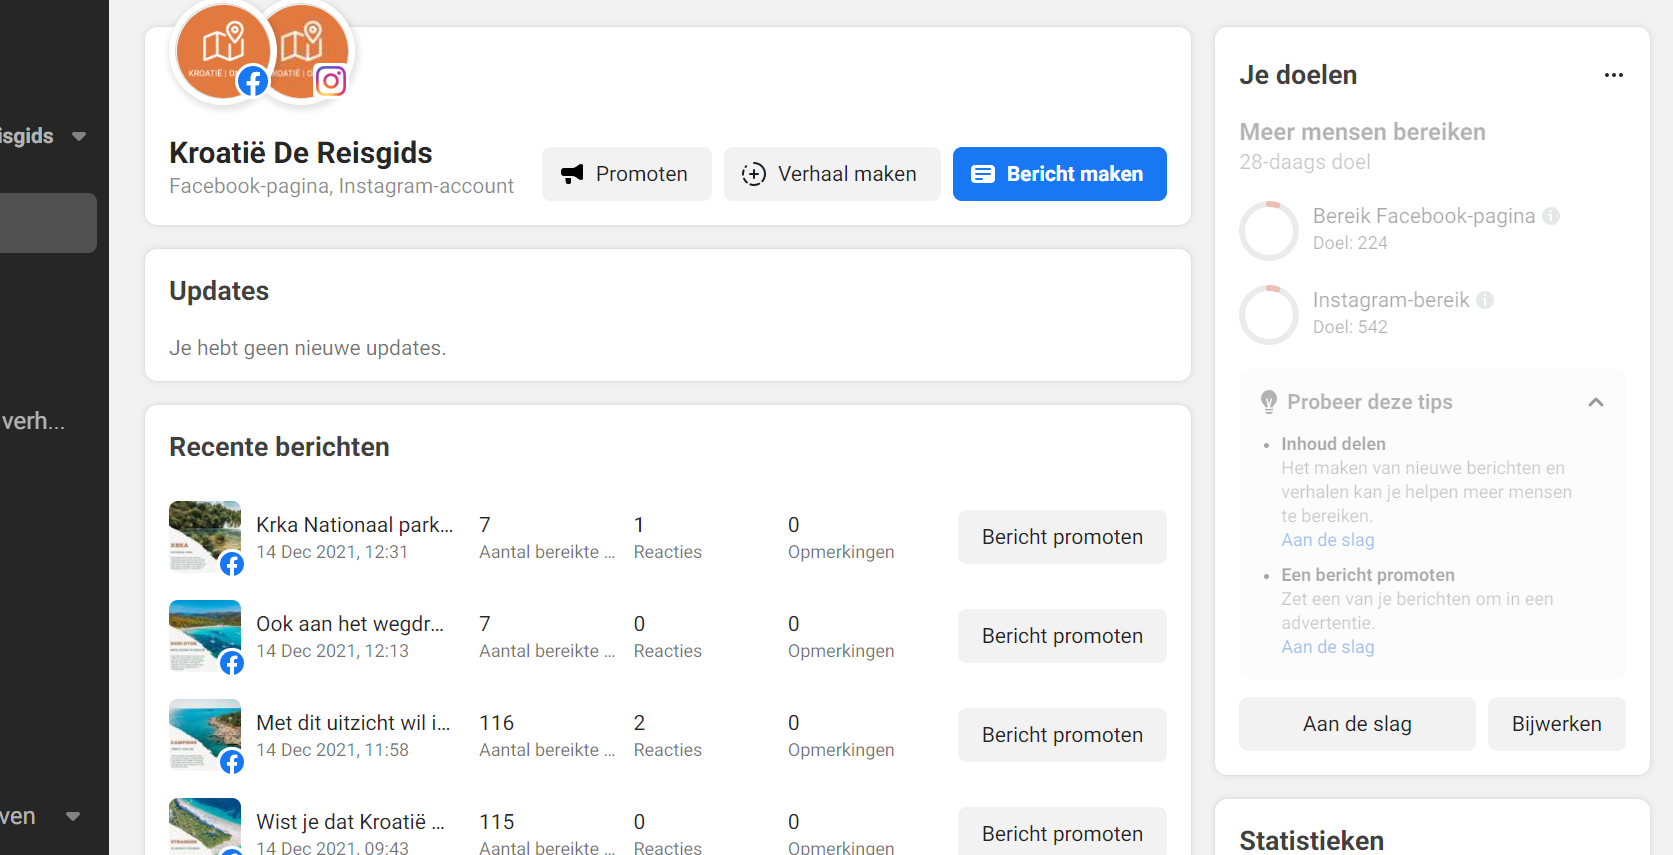 isgids
verh...
ven
KROATIË
Kroatië De Reisgids
Facebook-pagina, Instagram-account
Promoten
Verhaal maken
Bericht maken
Updates
Je hebt geen nieuwe updates.
Recente berichten
Krka Nationaal park...
14 Dec 2021, 12:31
7
Aantal bereikte ...
1
Reacties
0
Opmerkingen
Bericht promoten
Ook aan het wegdr...
14 Dec 2021, 12:13
7
Aantal bereikte ...
0
Reacties
0
Opmerkingen
Bericht promoten
Met dit uitzicht wil i...
14 Dec 2021, 11:58
116
Aantal bereikte ...
2
Reacties
0
Opmerkingen
Bericht promoten
Wist je dat Kroatië ...
14 Dec 2021, 09:43
115
Aantal bereikte ...
0
Reacties
0
Opmerkingen
Bericht promoten
Je doelen
Meer mensen bereiken
28-daags doel
Bereik Facebook-pagina
Doel: 224
Instagram-bereik
Doel: 542
Probeer deze tips
• Inhoud delen
Het maken van nieuwe berichten en
verhalen kan je helpen meer mensen
te bereiken.
Aan de slag
• Een bericht promoten
Zet een van je berichten om in een
advertentie.
Aan de slag
Aan de slag
Bijwerken
Statistieken